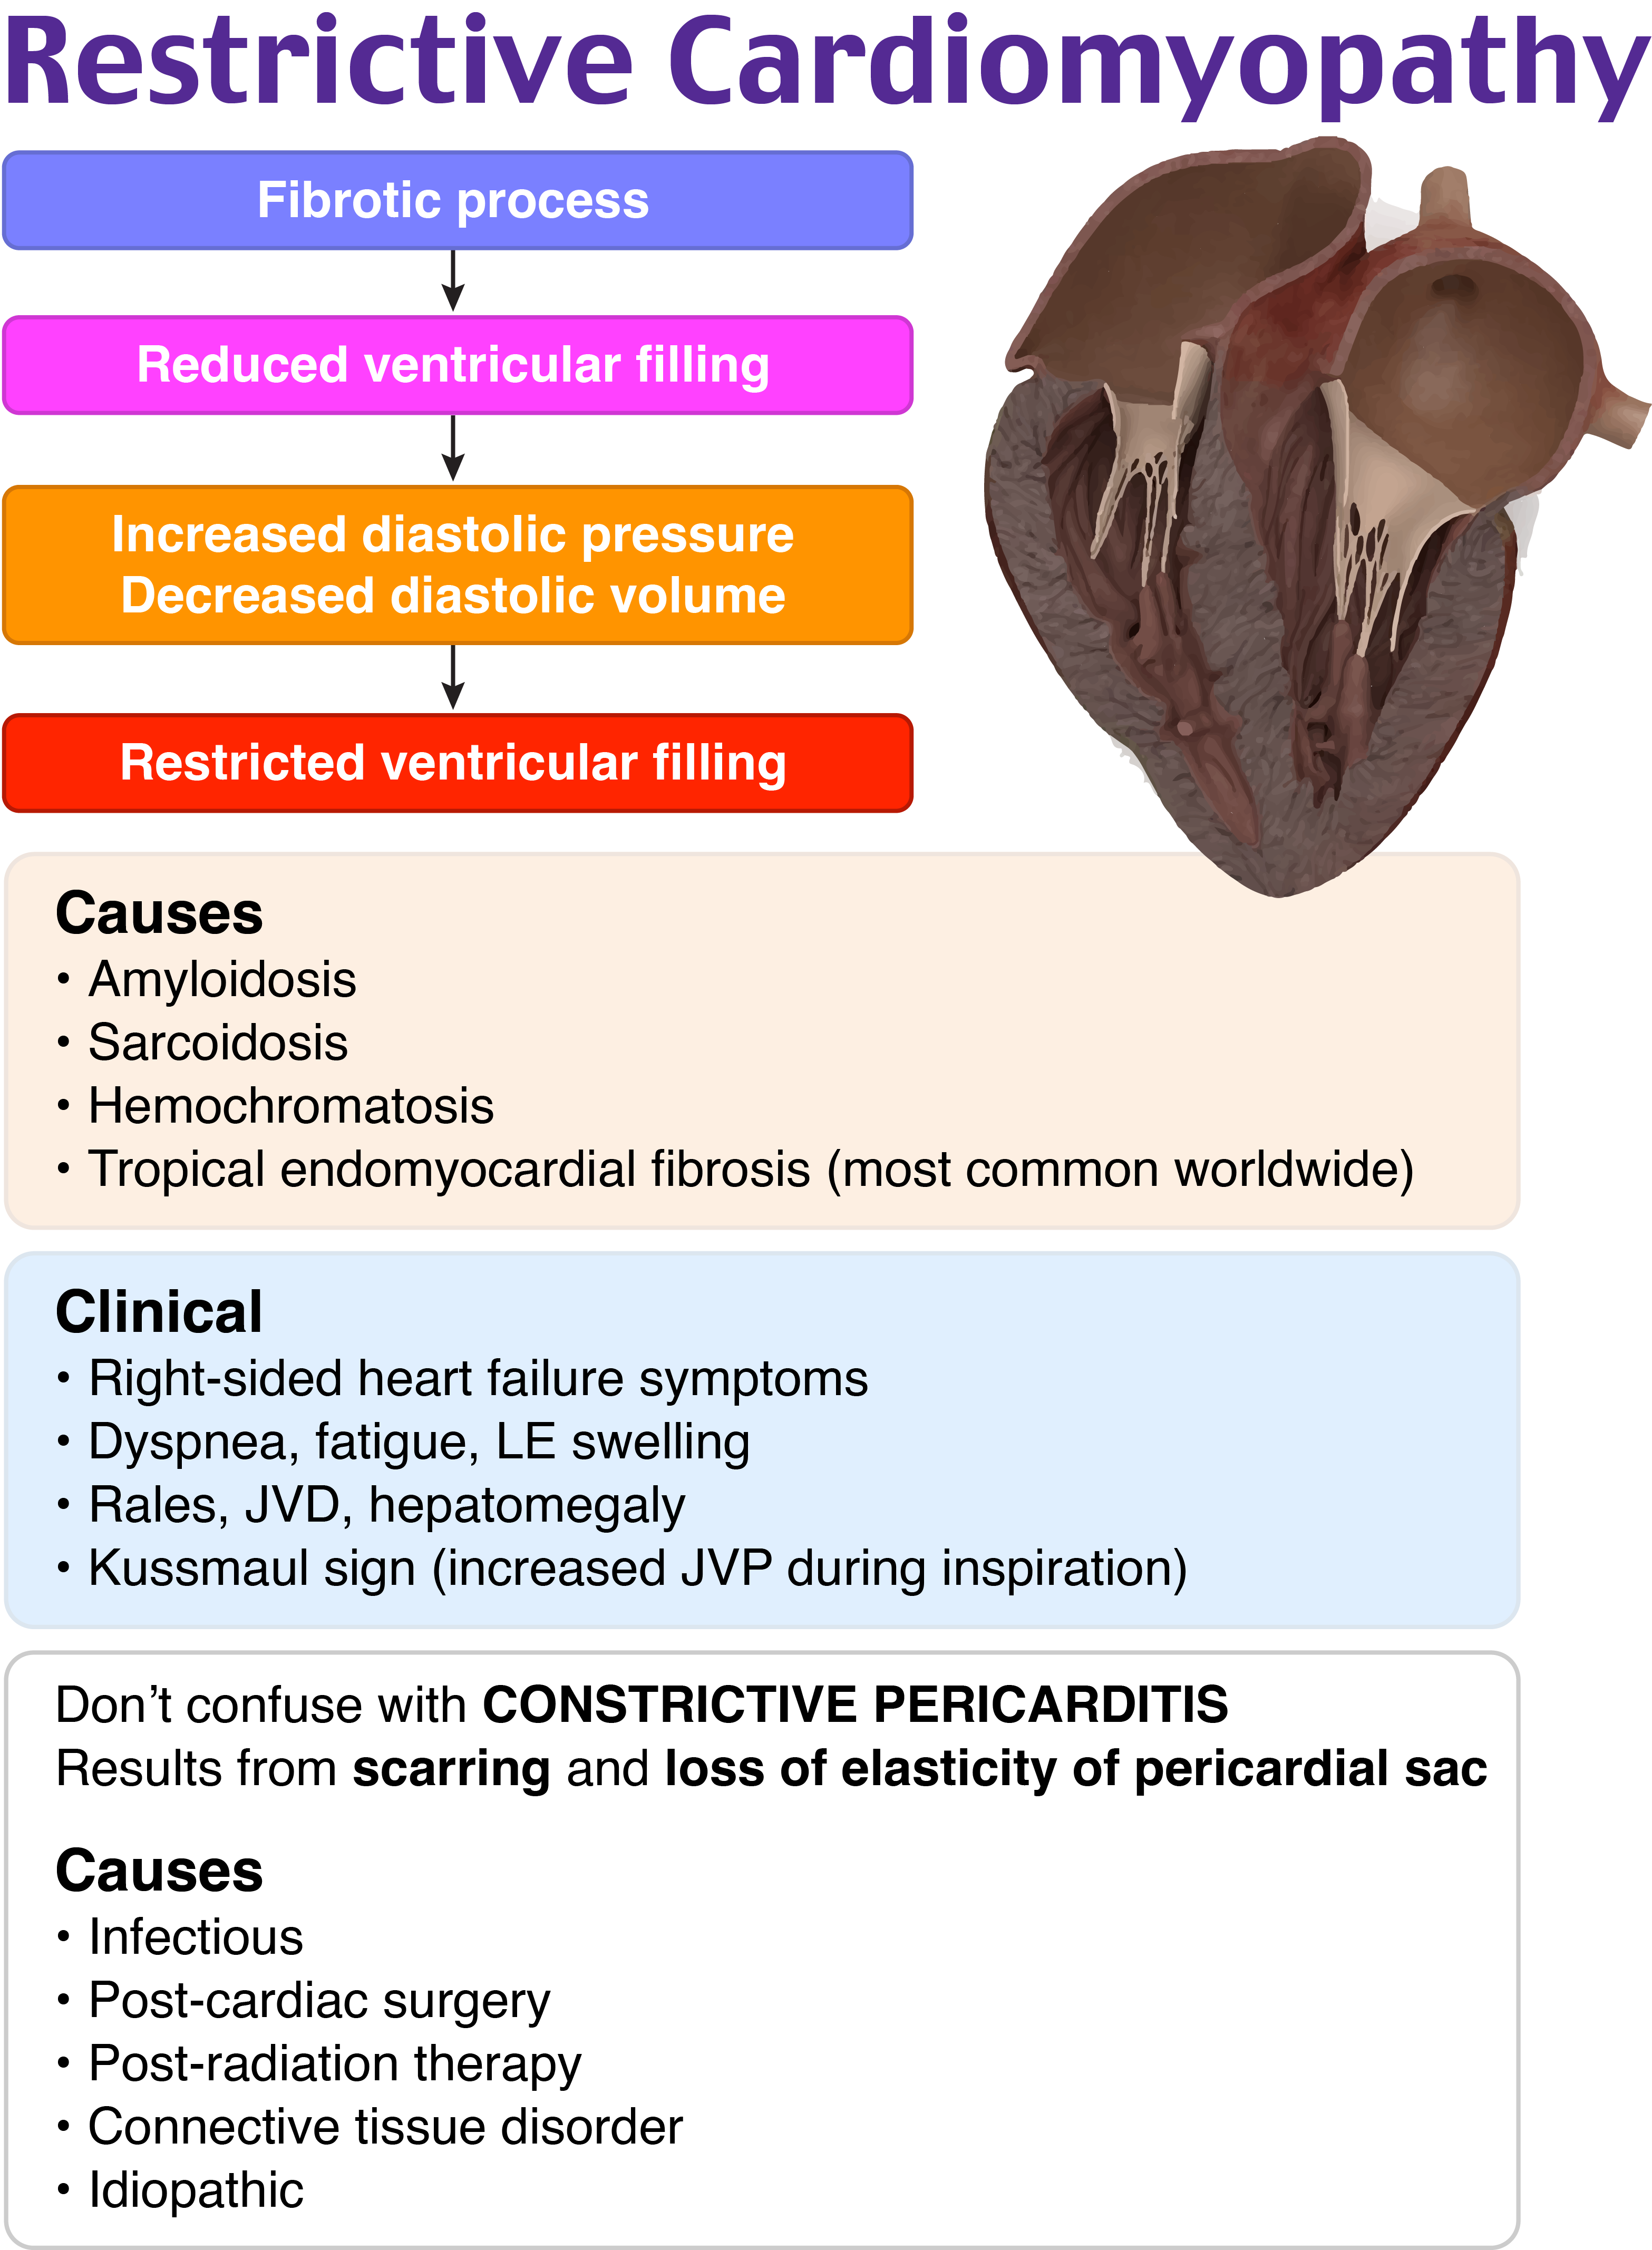 Restrictive Cardiomyopathy
Fibrotic process
Reduced ventricular filling
Increased diastolic pressure
Decreased diastolic volume
Restricted ventricular filling
Causes
• Amyloidosis
• Sarcoidosis
• Hemochromatosis
• Tropical endomyocardial fibrosis (most common worldwide)
Clinical
• Right-sided heart failure symptoms
• Dyspnea, fatigue, LE swelling
• Rales, JVD, hepatomegaly
• Kussmaul sign (increased JVP during inspiration)
Don’t confuse with CONSTRICTIVE PERICARDITIS
Results from scarring and loss of elasticity of pericardial sac
Causes
• Infectious
• Post-cardiac surgery
• Post-radiation therapy
• Connective tissue disorder
• Idiopathic